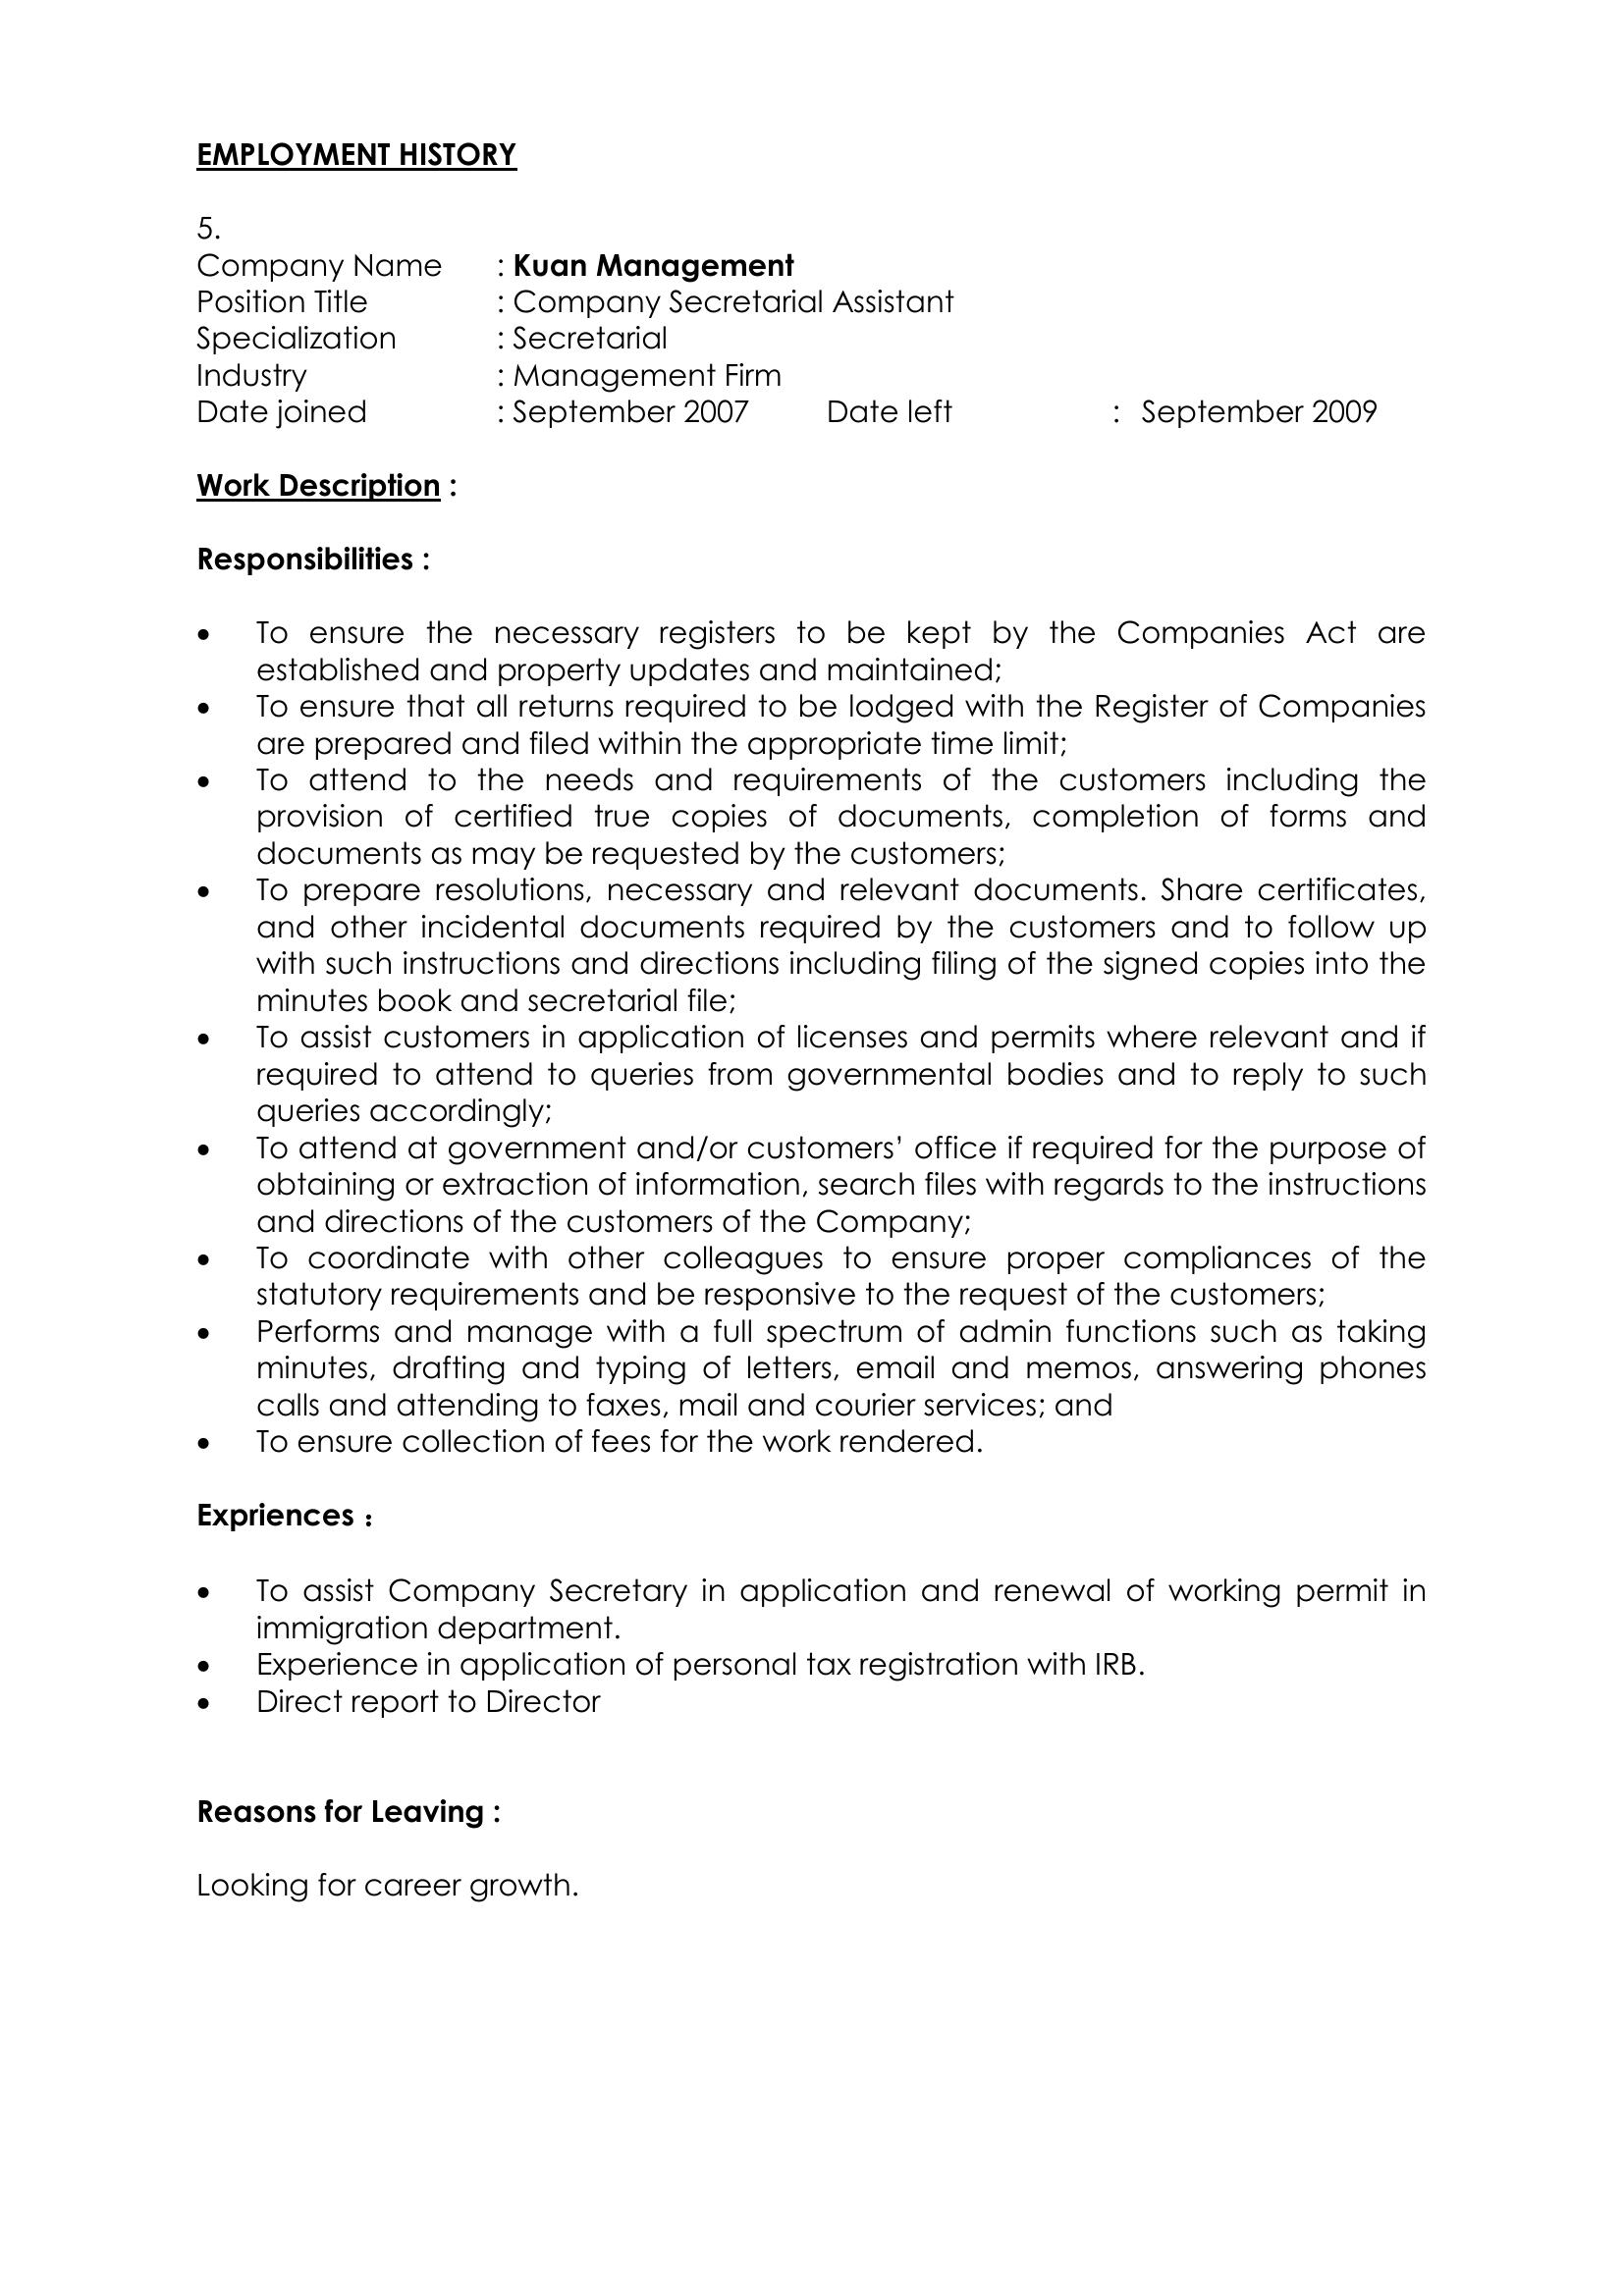 EMPLOYMENT HISTORY
5.
Company Name : Kuan Management
Position Title : Company Secretarial Assistant
Specialization : Secretarial
Industry : Management Firm
Date joined : September 2007 Date left : September 2009
Work Description :
Responsibilities :
• To ensure the necessary registers to be kept by the Companies Act are
established and property updates and maintained;
• To ensure that all returns required to be lodged with the Register of Companies
are prepared and filed within the appropriate time limit;
• To attend to the needs and requirements of the customers including the
provision of certified true copies of documents, completion of forms and
documents as may be requested by the customers;
• To prepare resolutions, necessary and relevant documents. Share certificates,
and other incidental documents required by the customers and to follow up
with such instructions and directions including filing of the signed copies into the
minutes book and secretarial file;
• To assist customers in application of licenses and permits where relevant and if
required to attend to queries from governmental bodies and to reply to such
queries accordingly;
• To attend at government and/or customers’ office if required for the purpose of
obtaining or extraction of information, search files with regards to the instructions
and directions of the customers of the Company;
• To coordinate with other colleagues to ensure proper compliances of the
statutory requirements and be responsive to the request of the customers;
• Performs and manage with a full spectrum of admin functions such as taking
minutes, drafting and typing of letters, email and memos, answering phones
calls and attending to faxes, mail and courier services; and
• To ensure collection of fees for the work rendered.
Expriences :
• To assist Company Secretary in application and renewal of working permit in
immigration department.
• Experience in application of personal tax registration with IRB.
• Direct report to Director
Reasons for Leaving :
Looking for career growth.